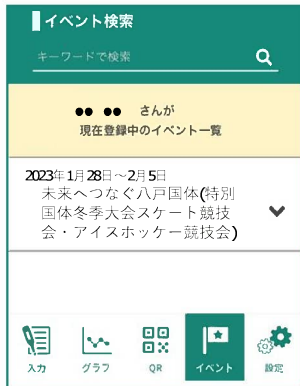 イベント検索
キーワードで検索
●● ●● さんが
現在登録中のイベント一覧
2023年1月28日～2月5日
未来へつなぐ八戸国体(特別
国体冬季大会スケート競技
会・アイスホッケー競技会)
入力 グラフ QR イベント 設定